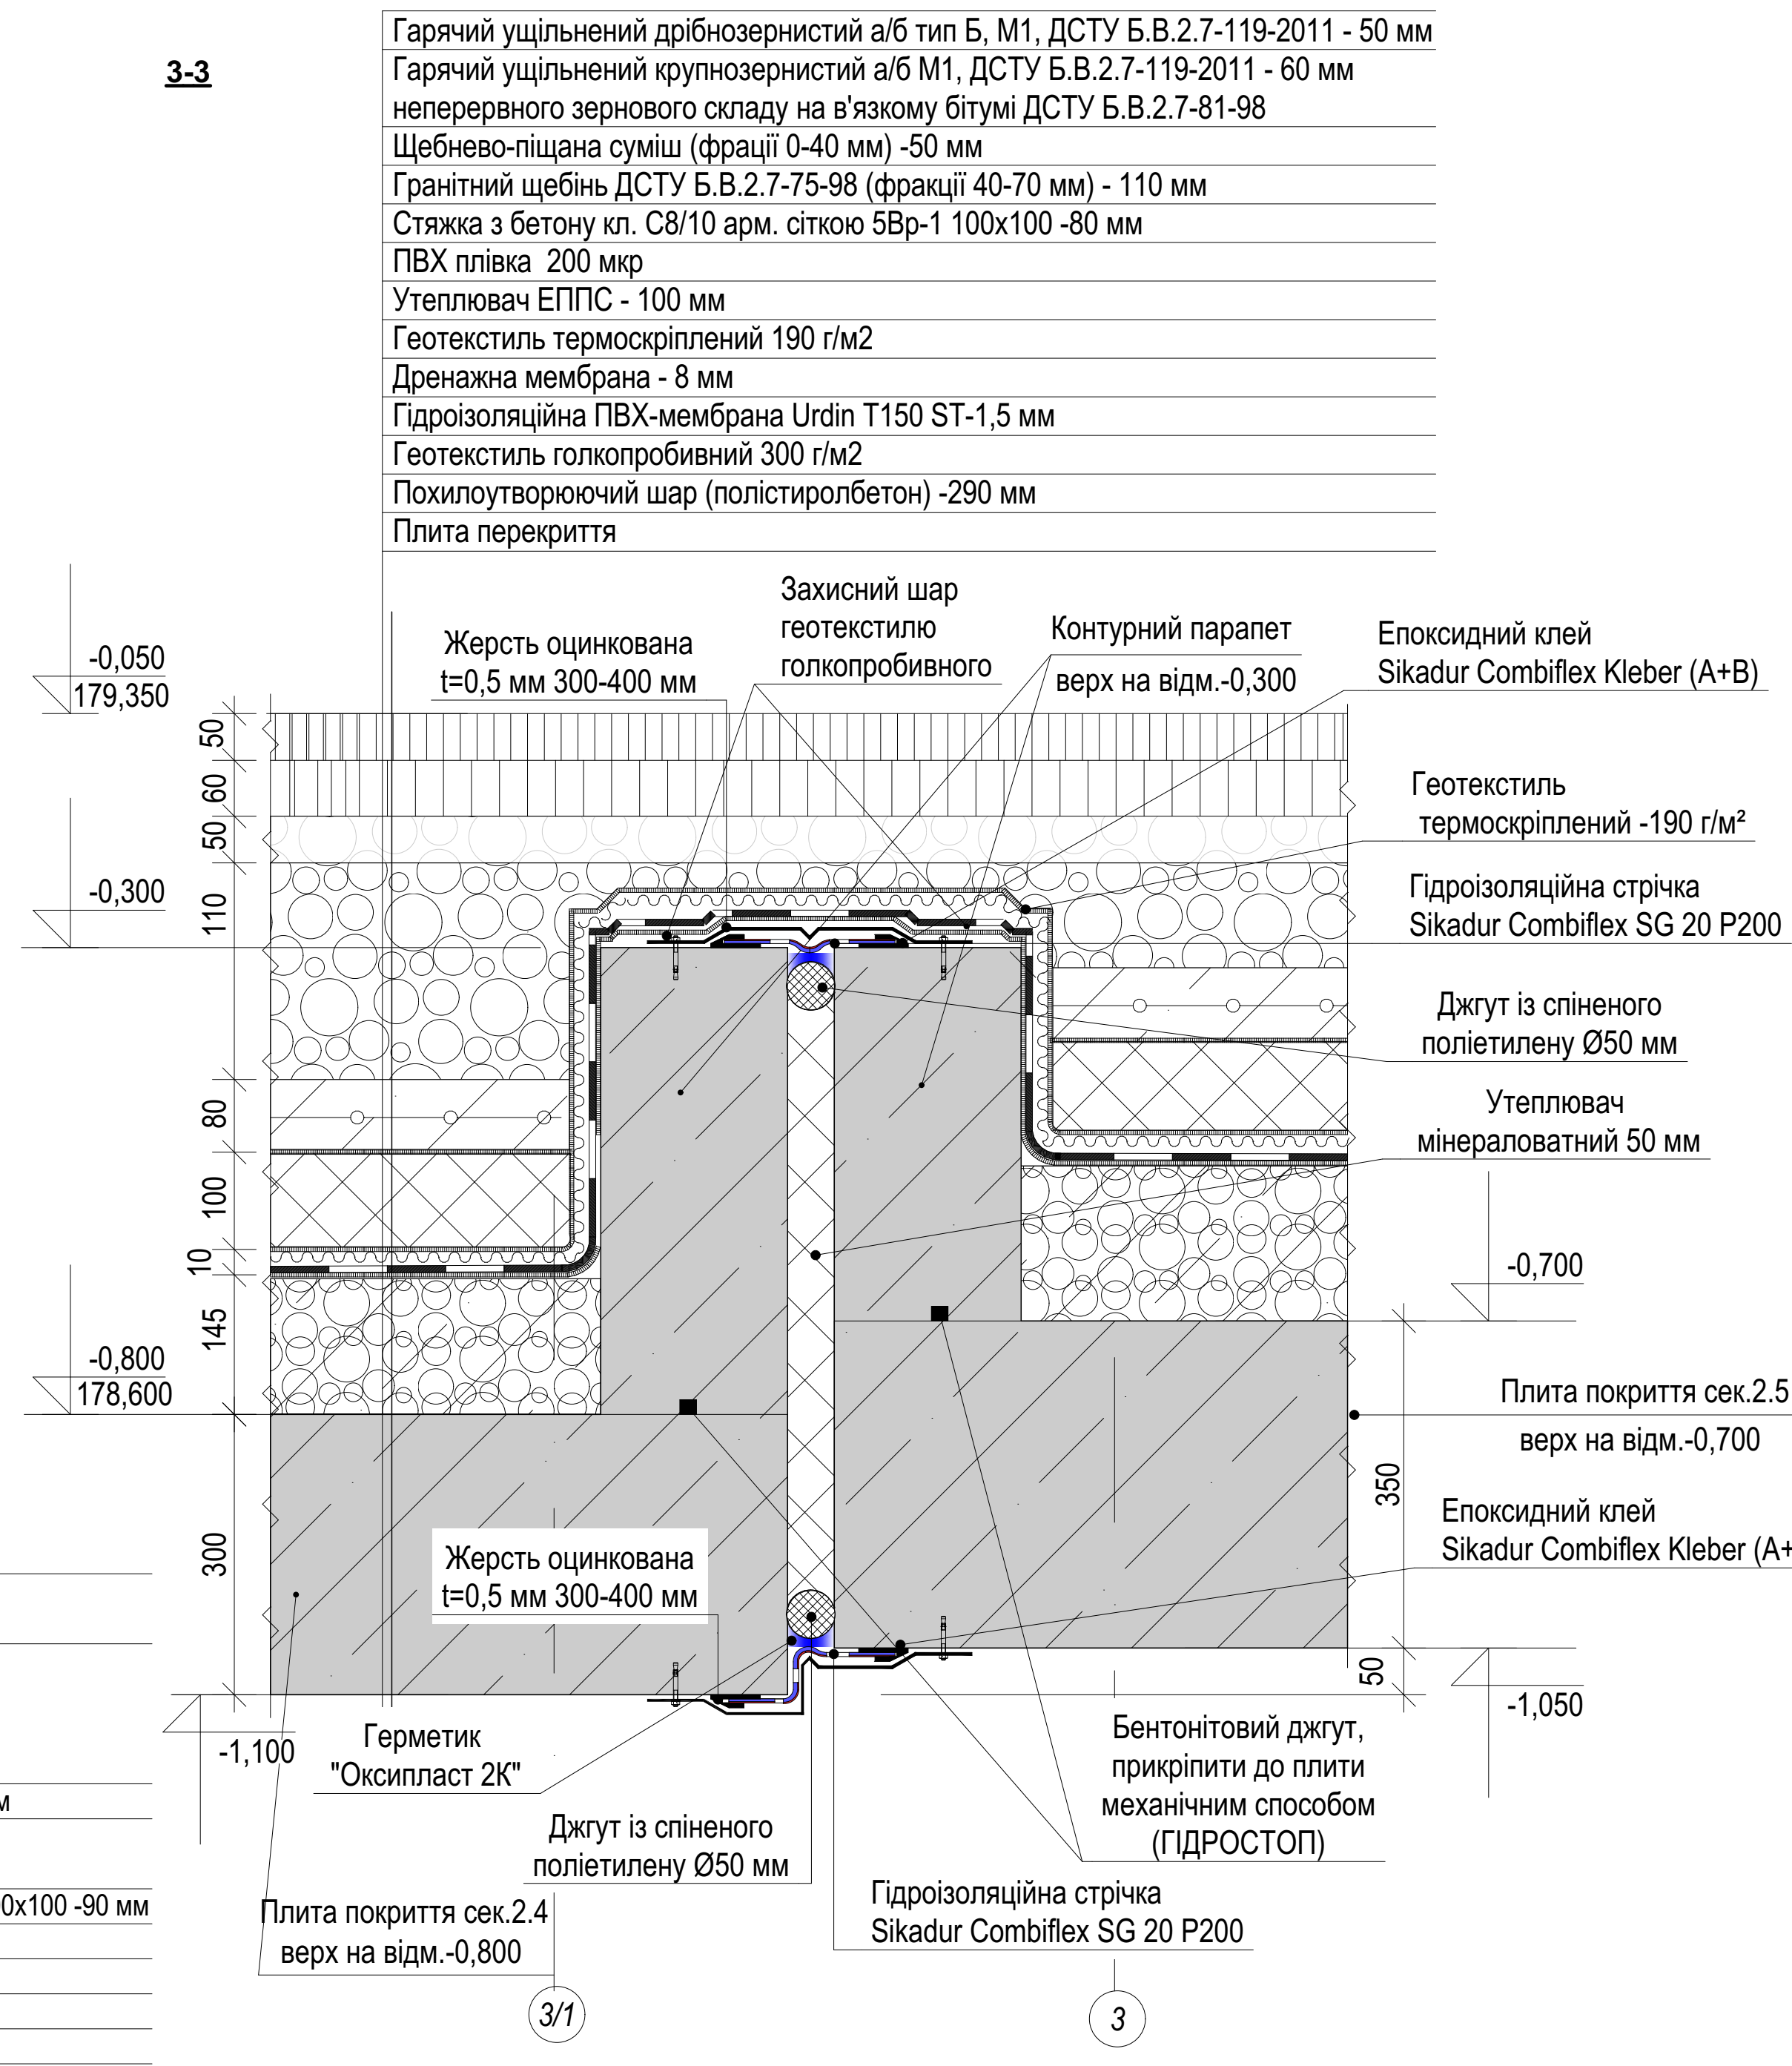 3-3
Гарячий ущільнений дрібнозернистий а/б тип Б, М1, ДСТУ Б.В.2.7-119-2011 - 50 мм
Гарячий ущільнений крупнозернистий а/б М1, ДСТУ Б.В.2.7-119-2011 - 60 мм
неперервного зернового складу на в'язкому бітумі ДСТУ Б.В.2.7-81-98
Щебнево-піщана суміш (фрації 0-40 мм) -50 мм
Гранітний щебінь ДСТУ Б.В.2.7-75-98 (фракції 40-70 мм) - 110 мм
Стяжка з бетону кл. С8/10 арм. сіткою 5Вр-1 100х100 -80 мм
ПВХ плівка 200 мкр
Утеплювач ЕППС - 100 мм
Геотекстиль термоскріплений 190 г/м2
Дренажна мембрана - 8 мм
Гідроізоляційна ПВХ-мембрана Urdin T150 ST-1,5 мм
Геотекстиль голкопробивний 300 г/м2
Похилоутворюючий шар (полістиролбетон) -290 мм
Плита перекриття
-0,050
179,350
Жерсть оцинкована
t=0,5 мм 300-400 мм
Захисний шар
геотекстилю
голкопробивного
Контурний парапет
верх на відм.-0,300
Епоксидний клей
Sikadur Combiflex Kleber (A+B)
Геотекстиль
термоскріплений -190 г/м²
Гідроізоляційна стрічка
Sikadur Combiflex SG 20 P200
Джгут із спіненого
поліетилену Ø50 мм
Утеплювач
мінераловатний 50 мм
50
60
50
110
80
100
10
145
300
-0,300
-0,800
178,600
-0,700
Плита покриття сек.2.5
верх на відм.-0,700
350
50
Епоксидний клей
Sikadur Combiflex Kleber (A+
-1,050
Жерсть оцинкована
t=0,5 мм 300-400 мм
-1,100
Герметик
"Оксипласт 2К"
Джгут із спіненого
поліетилену Ø50 мм
Бентонітовий джгут,
прикріпити до плити
механічним способом
(ГІДРОСТОП)
Гідроізоляційна стрічка
Sikadur Combiflex SG 20 P200
Плита покриття сек.2.4
верх на відм.-0,800
м
0х100 -90 мм
3/1
3